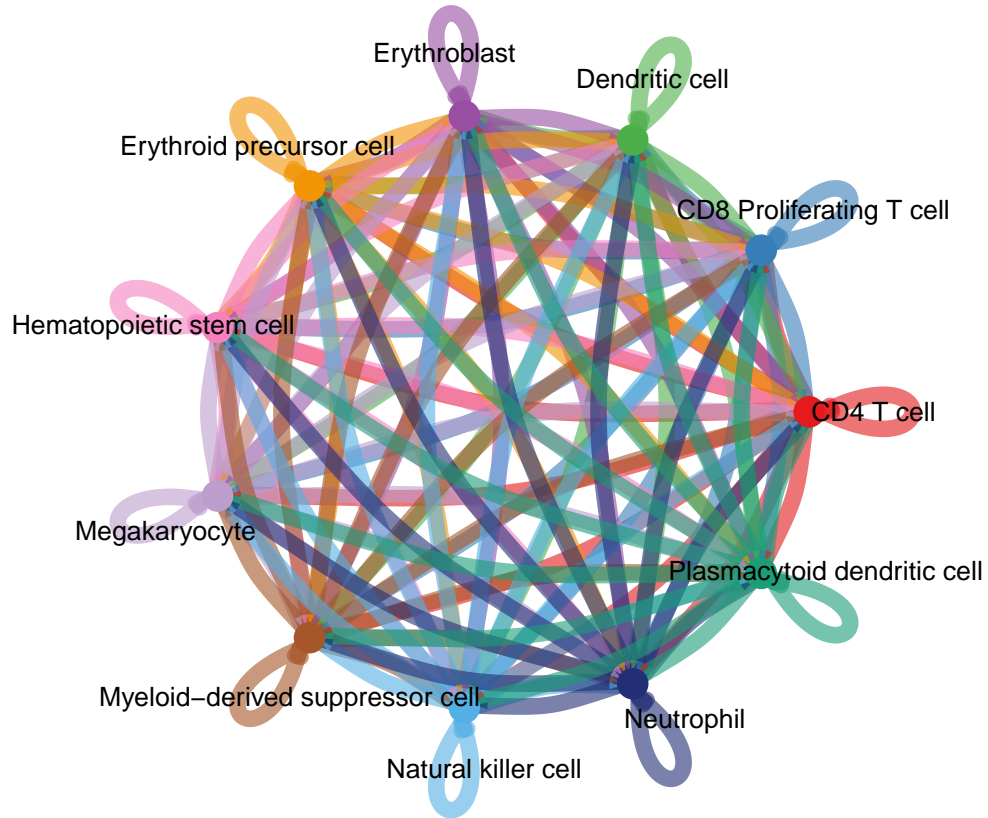 Erythroblast
Dendritic cell
Erythroid precursor cell
CD8 Proliferating T cell
Hematopoietic stem cell
CD4 T cell
Megakaryocyte
Plasmacytoid dendritic cell
Myeloid−derived suppressor cell
Neutrophil
Natural killer cell